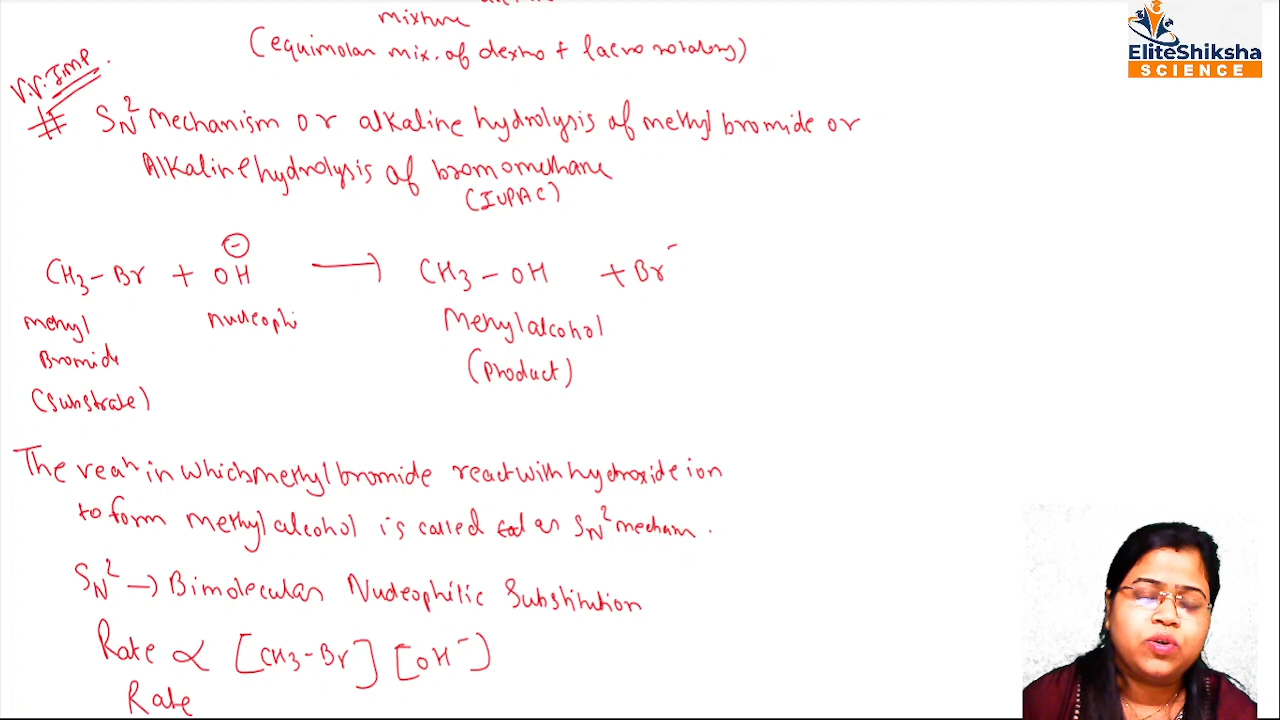 mixture
(equimolar mix. of dextro + laevo rotatory)
EliteShiksha
SCIENCE
V.V. Imp.
# SN² Mechanism or alkaline hydrolysis of methyl bromide or
Alkaline hydrolysis of bromomethane
(IUPAC)
CH3 – Br + OH⊖ ⟶ CH3 – OH + Br⁻
Methyl Bromide (Substrate)
nucleophi
Methyl alcohol
(Product)
The reaⁿ in which methyl bromide react with hydroxide ion
to form methyl alcohol is called as SN² mecham.
SN² → Bimolecular Nucleophilic Substitution
Rate ∝ [CH3–Br] [OH⁻]
Rate